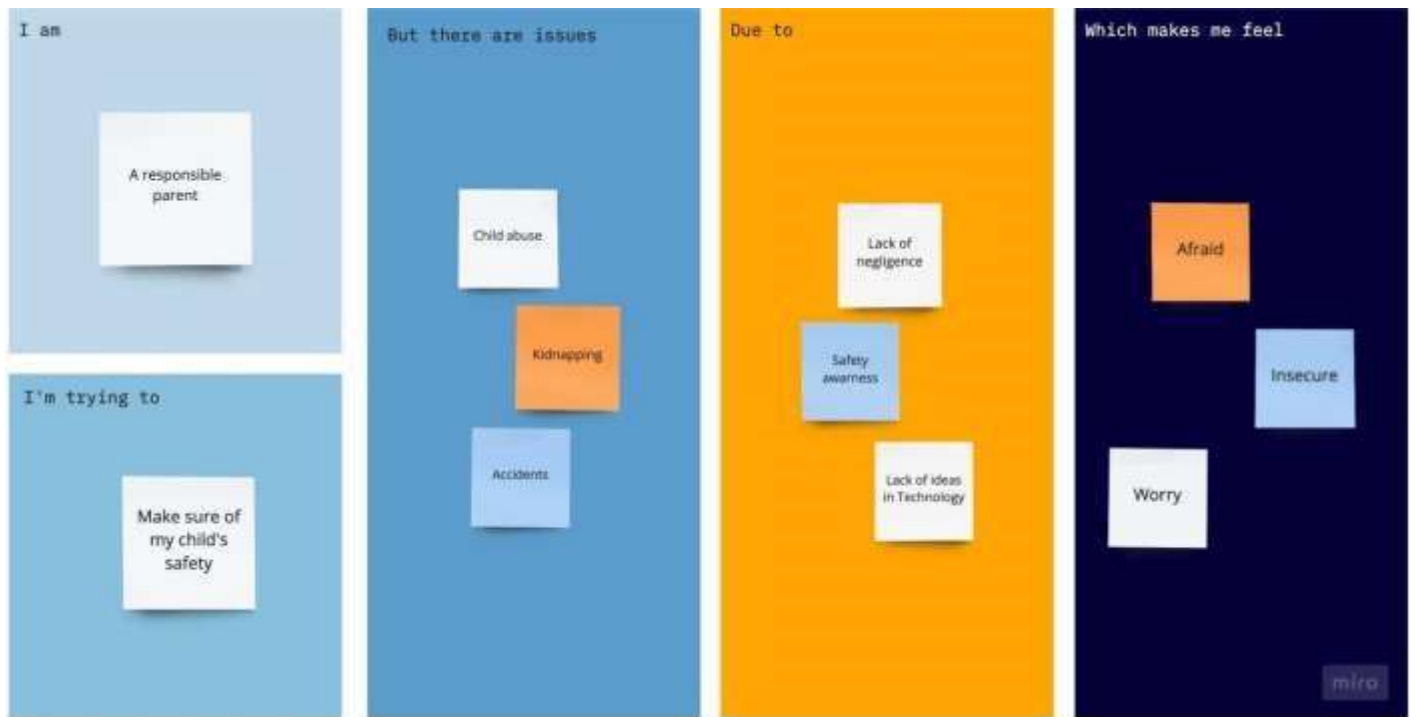 I am
A responsible
parent
I'm trying to
Make sure of
my child's
safety
But there are issues
Child abuse
Kidnapping
Accidents
Due to
Lack of
negligence
Safety
awarness
Lack of ideas
in Technology
Which makes me feel
Afraid
Insecure
Worry
miro